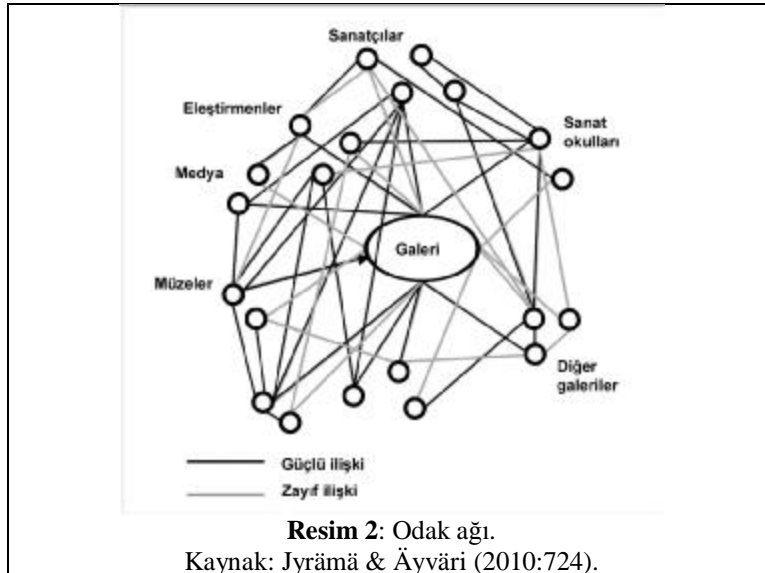 Sanatçılar
Eleştirmenler
Sanat
okulları
Medya
Galeri
Müzeler
Diğer
galeriler
Güçlü ilişki
Zayıf ilişki
Resim 2: Odak ağı.
Kaynak: Jyrämä & Äyväri (2010:724).